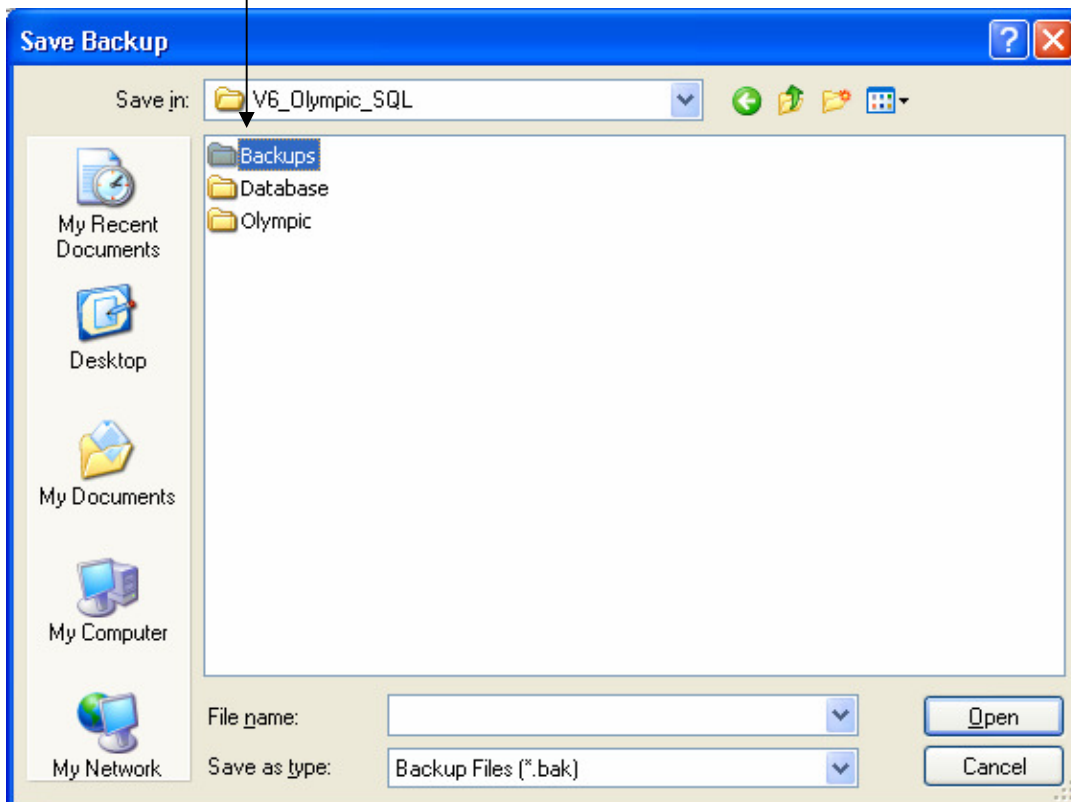 Save Backup
Save in: V6_Olympic_SQL
Backups
Database
Olympic
My Recent
Documents
Desktop
My Documents
My Computer
My Network
File name:
Open
Save as type: Backup Files (*.bak)
Cancel